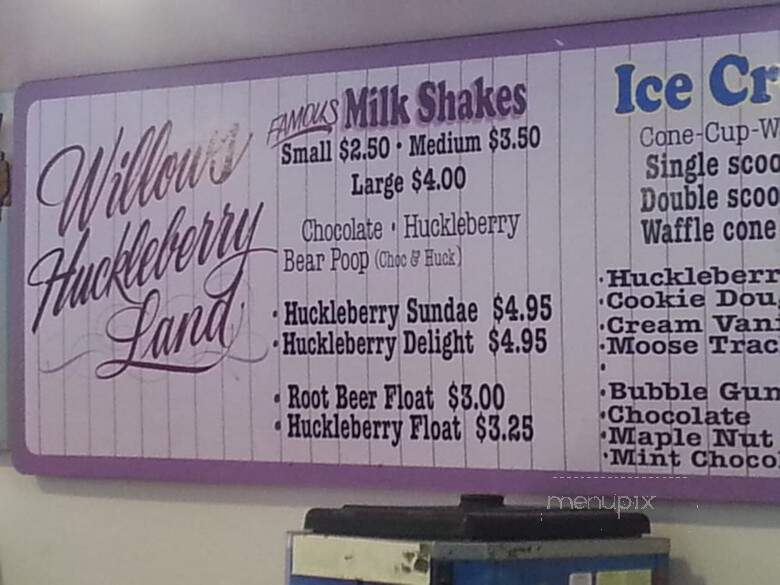 Willow's
Huckleberry
Land
FAMOUS Milk Shakes
Small $2.50 • Medium $3.50
Large $4.00
Chocolate • Huckleberry
Bear Poop (Choc & Huck)
• Huckleberry Sundae $4.95
• Huckleberry Delight $4.95
• Root Beer Float $3.00
• Huckleberry Float $3.25
Ice Cr
Cone-Cup-W
Single scoo
Double scoo
Waffle cone
• Huckleberr
• Cookie Dou
• Cream Vani
• Moose Trac
•
• Bubble Gum
• Chocolate
• Maple Nut
• Mint Choco
menupix